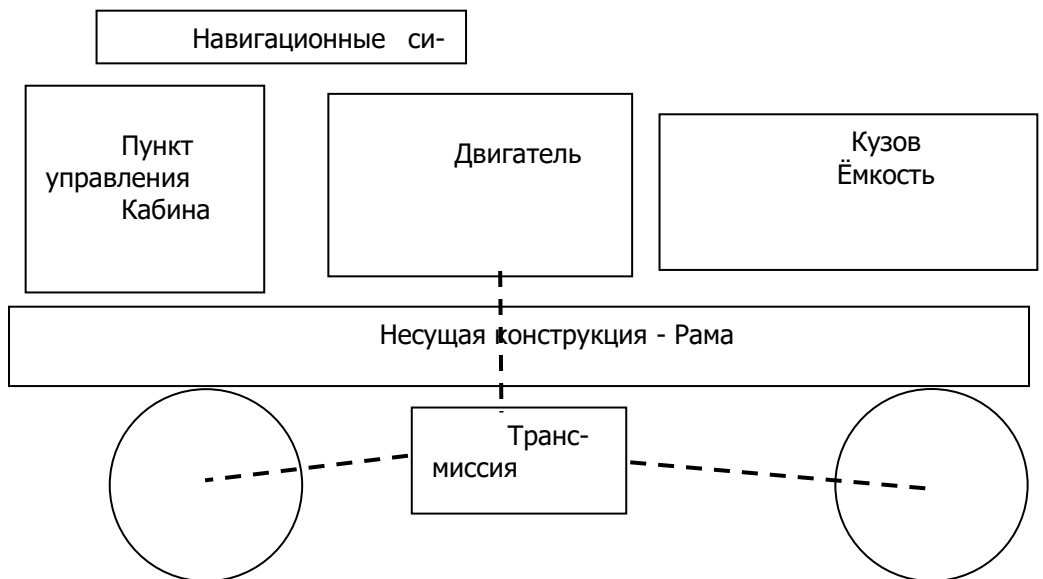 Навигационные си-
Пункт
управления
Кабина
Двигатель
Кузов
Ёмкость
Несущая конструкция - Рама
Транс-
миссия